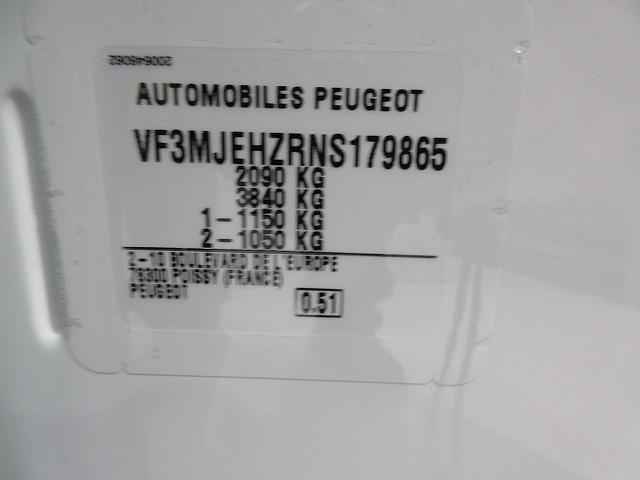 200646062
AUTOMOBILES PEUGEOT
VF3MJEHZRNS179865
2090 KG
3840 KG
1-1150 KG
2-1050 KG
2-10 BOULEVARD DE L'EUROPE
78300 POISSY (FRANCE)
PEUGEOT
0.51